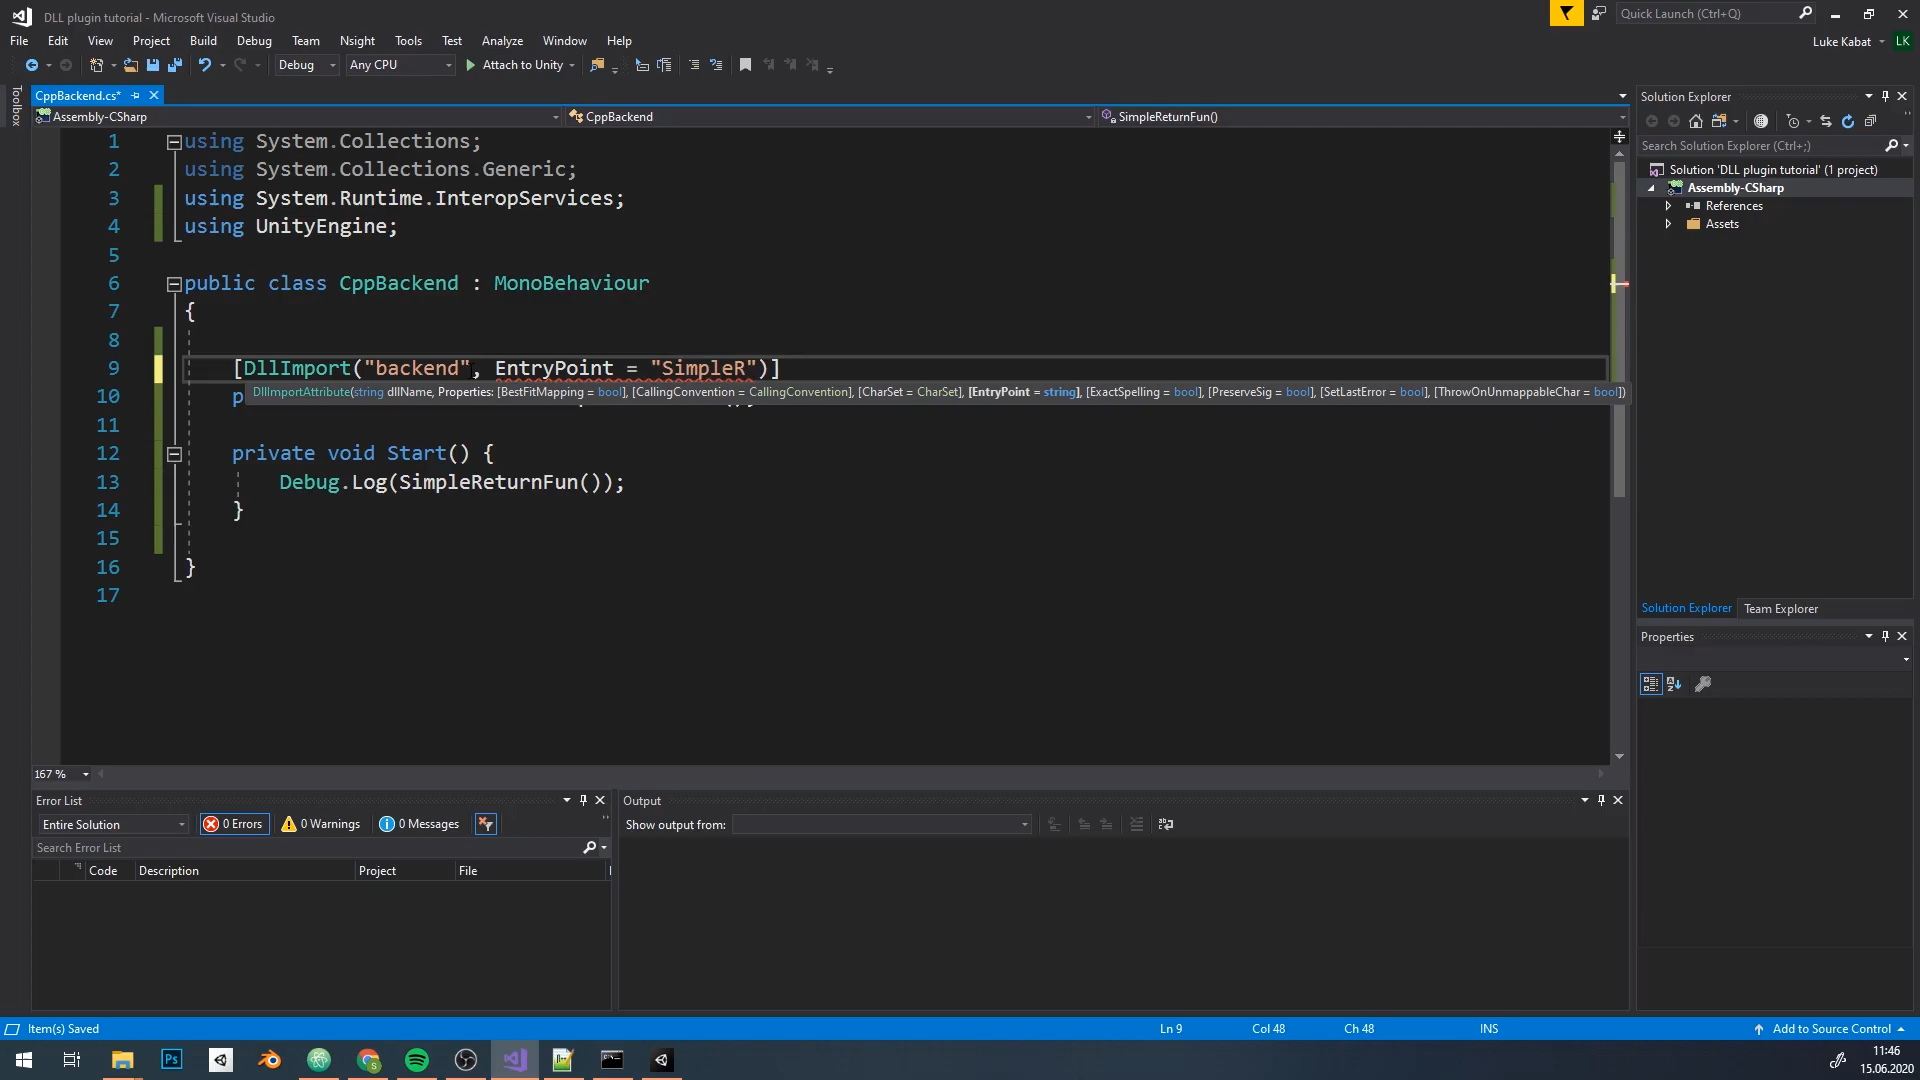 DLL plugin tutorial - Microsoft Visual Studio
Quick Launch (Ctrl+Q)
File Edit View Project Build Debug Team Nsight Tools Test Analyze Window Help
Luke Kabat LK
Debug Any CPU Attach to Unity
Toolbox
CppBackend.cs*
Assembly-CSharp CppBackend SimpleReturnFun()
1 using System.Collections;
2 using System.Collections.Generic;
3 using System.Runtime.InteropServices;
4 using UnityEngine;
5
6 public class CppBackend : MonoBehaviour
7 {
8
9 [DllImport("backend", EntryPoint = "SimpleR")]
DllImportAttribute(string dllName, Properties: [BestFitMapping = bool], [CallingConvention = CallingConvention], [CharSet = CharSet], [EntryPoint = string], [ExactSpelling = bool], [PreserveSig = bool], [SetLastError = bool], [ThrowOnUnmappableChar = bool])
10
11
12 private void Start() {
13 Debug.Log(SimpleReturnFun());
14 }
15
16 }
17
167 %
Solution Explorer
Search Solution Explorer (Ctrl+;)
Solution 'DLL plugin tutorial' (1 project)
Assembly-CSharp
References
Assets
Solution Explorer Team Explorer
Properties
Error List
Entire Solution 0 Errors 0 Warnings 0 Messages
Search Error List
Code Description Project File
Output
Show output from:
Item(s) Saved Ln 9 Col 48 Ch 48 INS Add to Source Control
Ps
11:46
15.06.2020